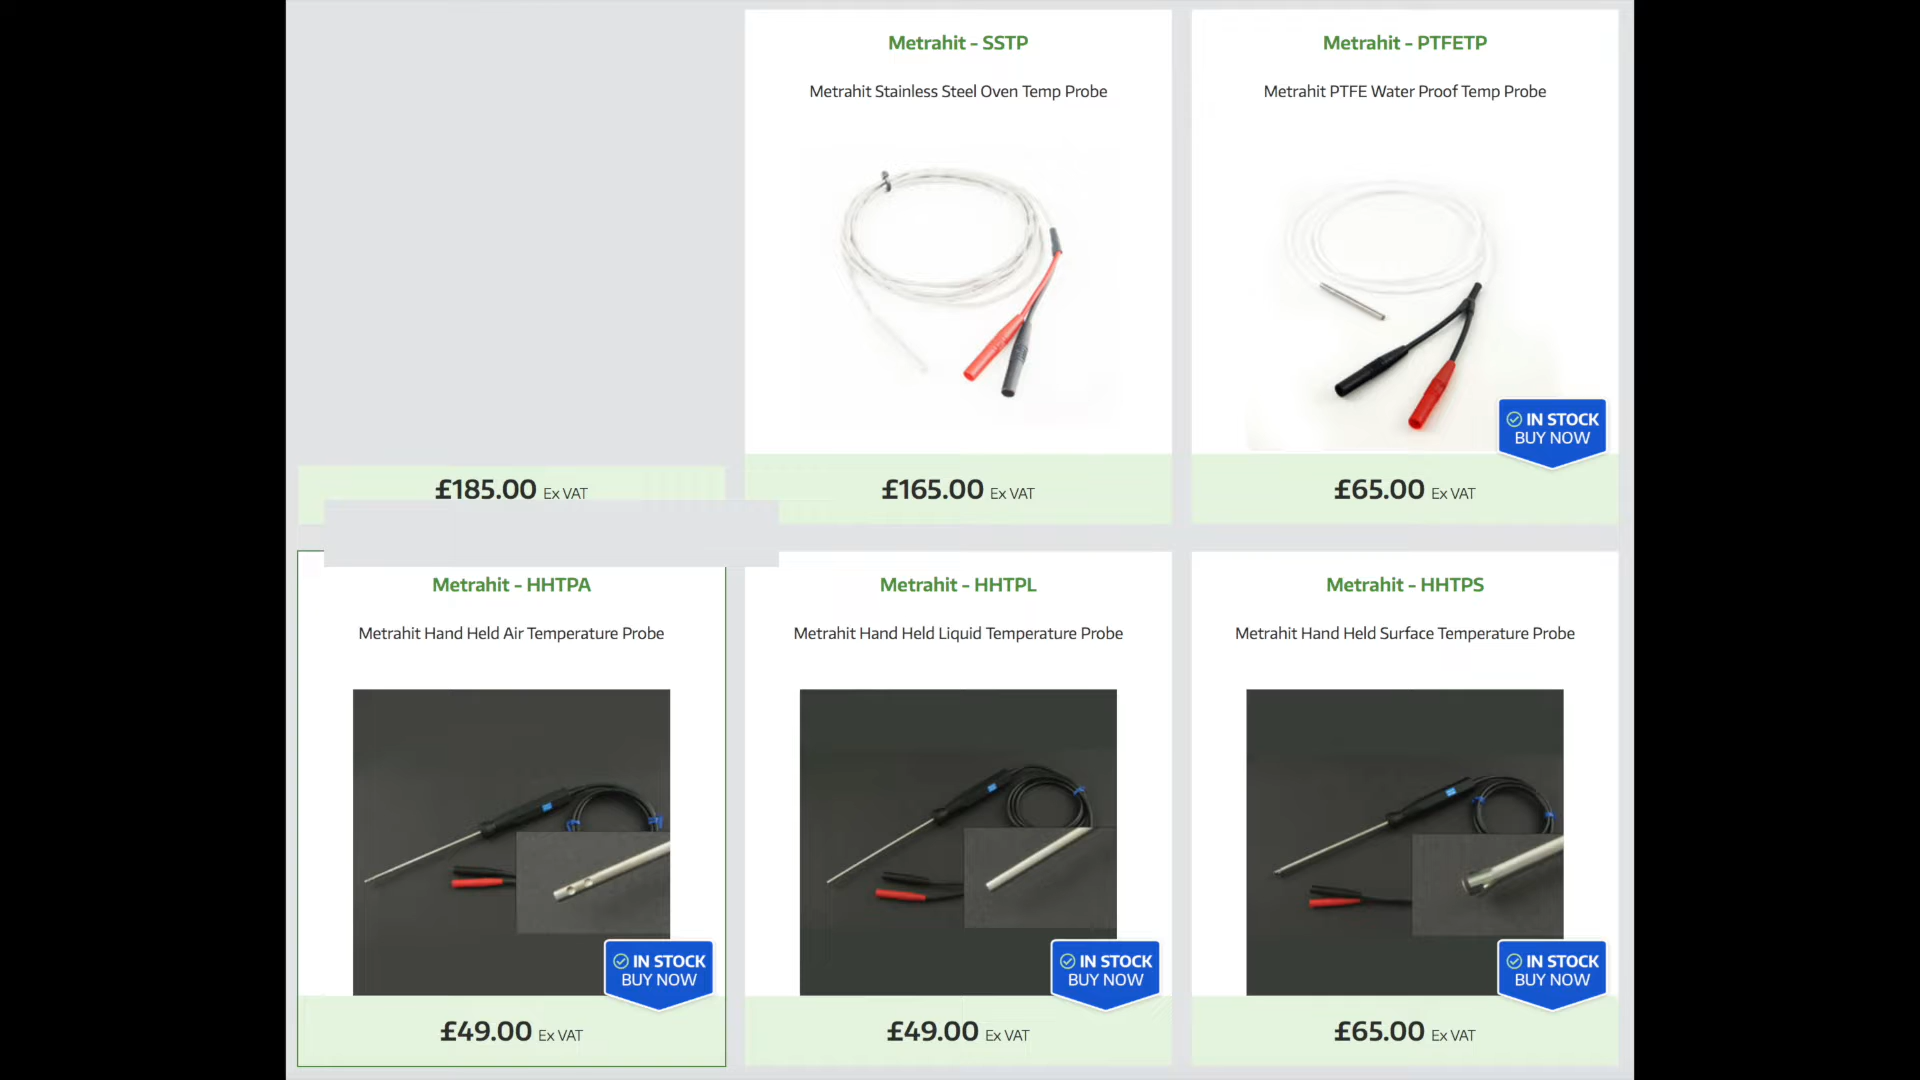 Metrahit - SSTP
Metrahit - PTFETP
Metrahit Stainless Steel Oven Temp Probe
Metrahit PTFE Water Proof Temp Probe
IN STOCK
BUY NOW
£185.00 Ex VAT
£165.00 Ex VAT
£65.00 Ex VAT
Metrahit - HHTPA
Metrahit - HHTPL
Metrahit - HHTPS
Metrahit Hand Held Air Temperature Probe
Metrahit Hand Held Liquid Temperature Probe
Metrahit Hand Held Surface Temperature Probe
IN STOCK
BUY NOW
IN STOCK
BUY NOW
IN STOCK
BUY NOW
£49.00 Ex VAT
£49.00 Ex VAT
£65.00 Ex VAT